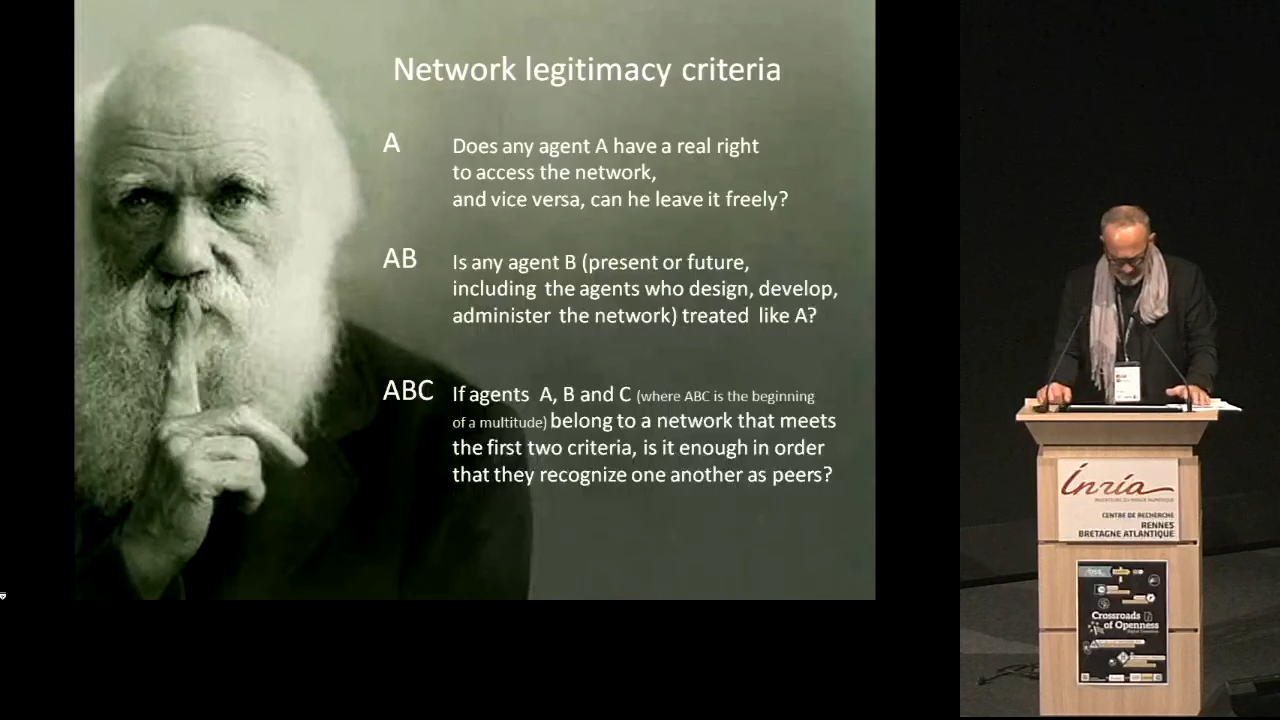 Network legitimacy criteria
A
Does any agent A have a real right
to access the network,
and vice versa, can he leave it freely?
AB
Is any agent B (present or future,
including the agents who design, develop,
administer the network) treated like A?
ABC
If agents A, B and C (where ABC is the beginning
of a multitude) belong to a network that meets
the first two criteria, is it enough in order
that they recognize one another as peers?
Inria
INVENTEURS DU MONDE NUMÉRIQUE
CENTRE DE RECHERCHE
RENNES
BRETAGNE ATLANTIQUE
Crossroads
of Openness